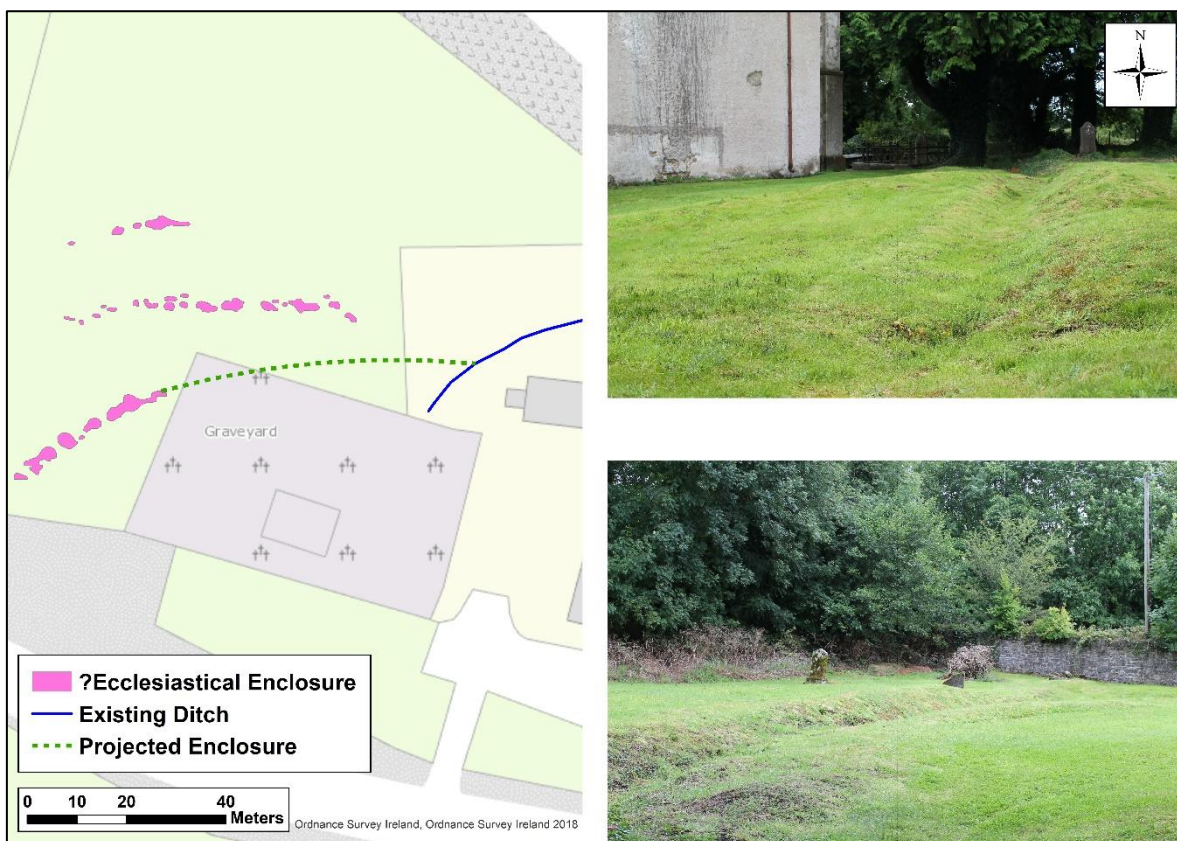 N
Graveyard
?Ecclesiastical Enclosure
Existing Ditch
Projected Enclosure
0 10 20 40
Meters
Ordnance Survey Ireland, Ordnance Survey Ireland 2018